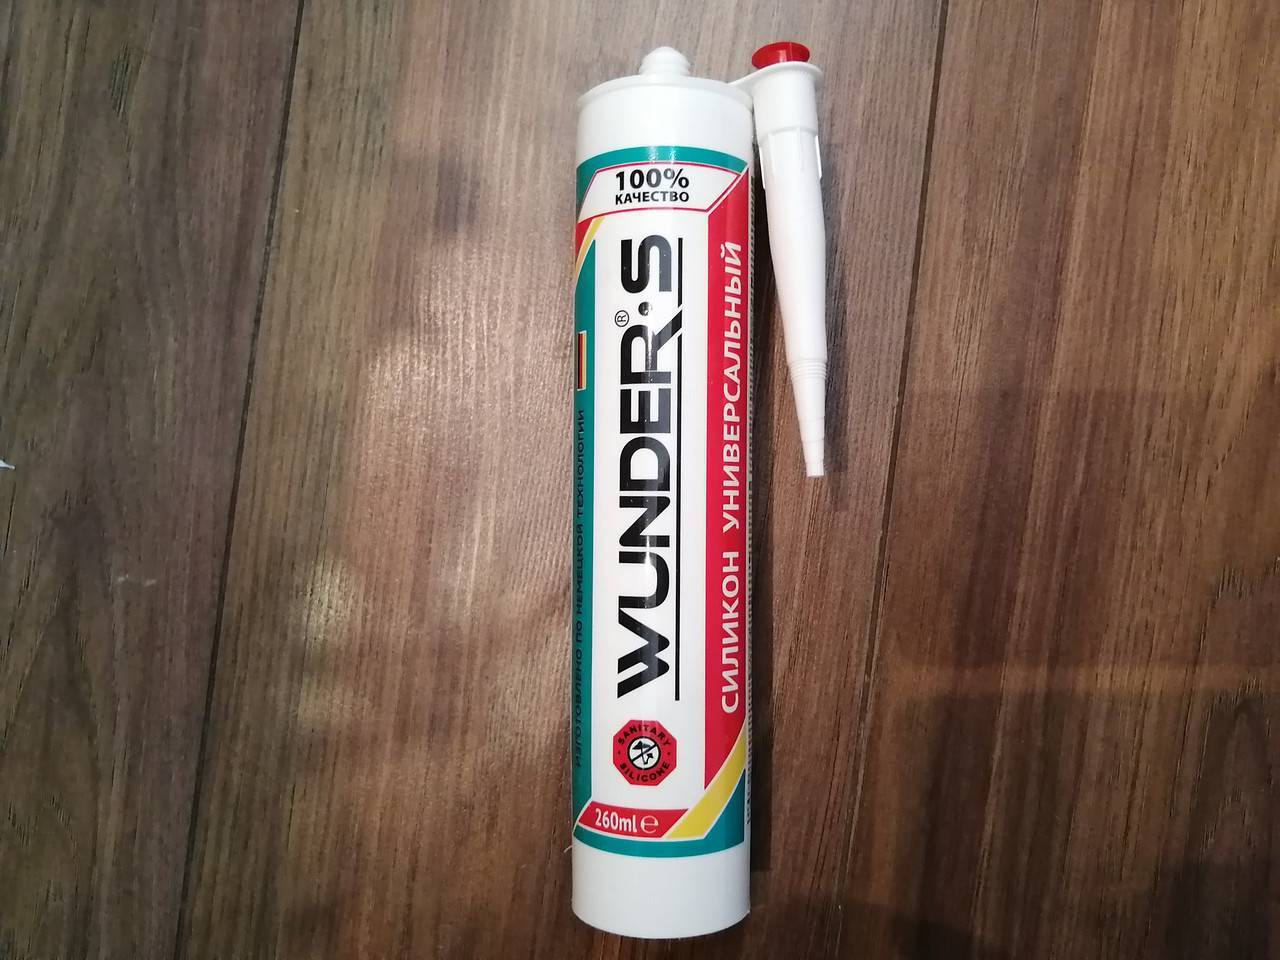 100%
КАЧЕСТВО
WUNDER®·S
СИЛИКОН УНИВЕРСАЛЬНЫЙ
ИЗГОТОВЛЕНО ПО НЕМЕЦКОЙ ТЕХНОЛОГИИ
SANITARY
SILICONE
260ml e